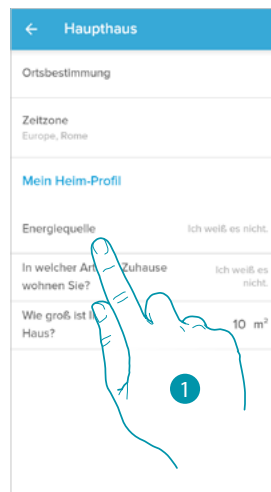 Haupthaus
Ortsbestimmung
Zeitzone
Europe, Rome
Mein Heim-Profil
Energiequelle
Ich weiß es nicht.
In welcher Zuhause
wohnen Sie?
Ich weiß es
nicht.
Wie groß ist
Haus?
10 m²
1